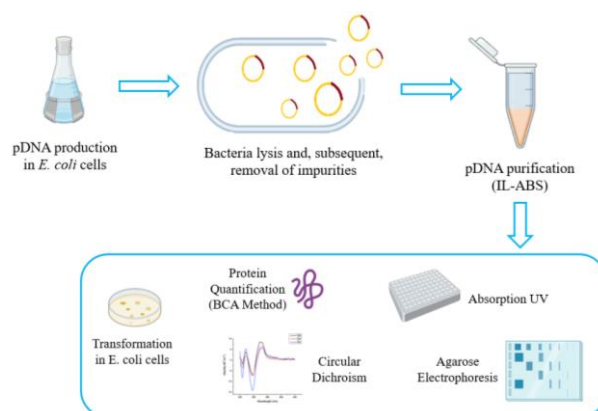 pDNA production
in E. coli cells
Bacteria lysis and, subsequent,
removal of impurities
pDNA purification
(IL-ABS)
Protein
Quantification
(BCA Method)
Absorption UV
Transformation
in E. coli cells
Circular
Dichroism
Agarose
Electrophoresis